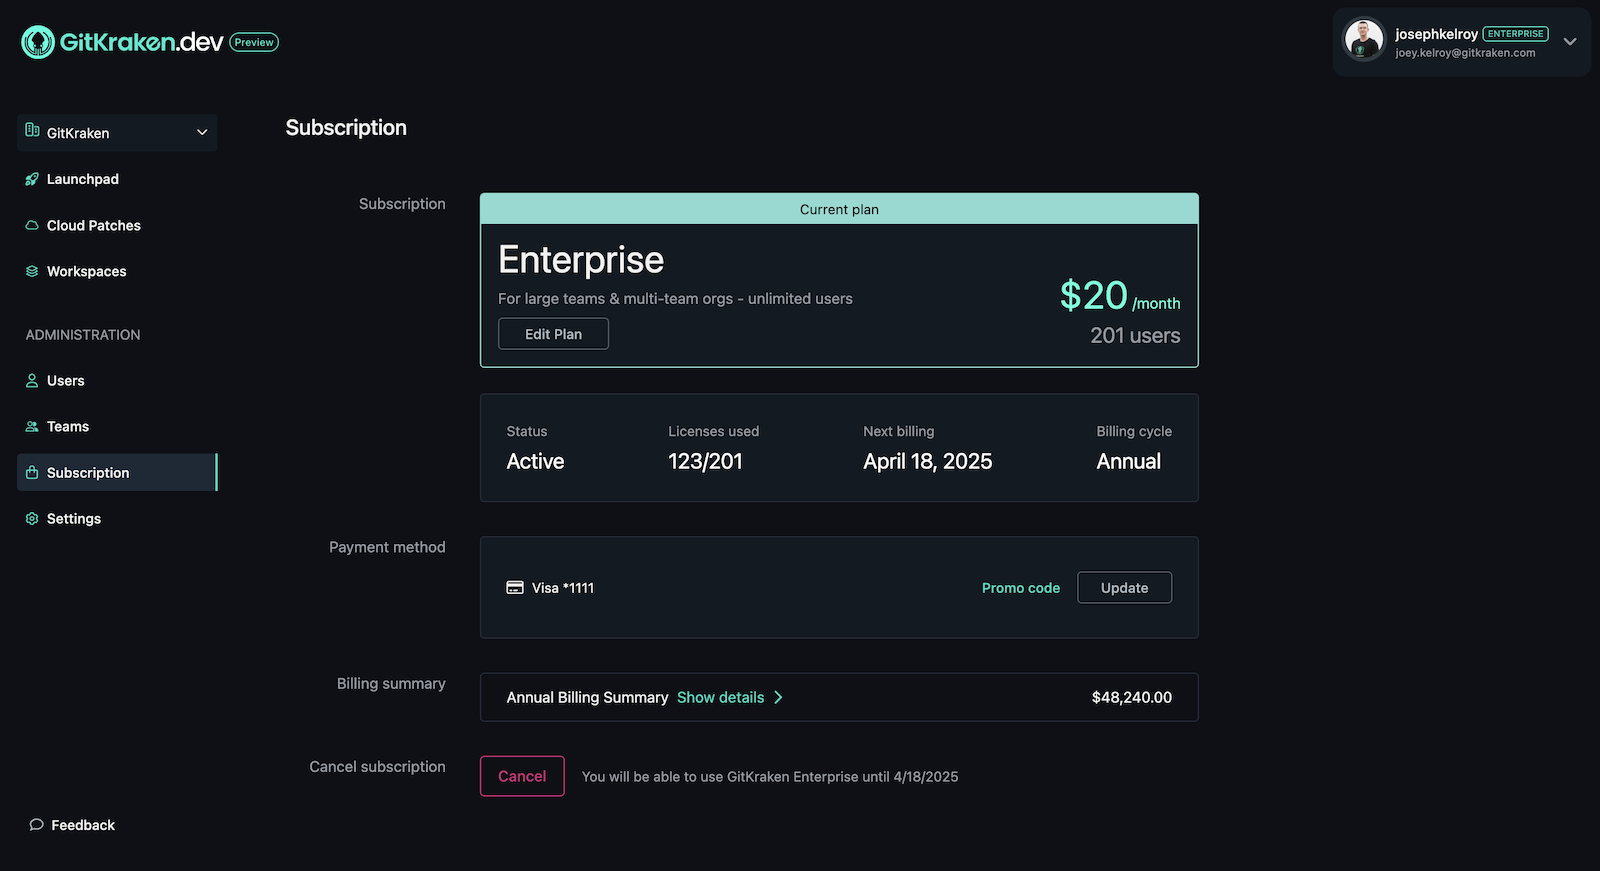 GitKraken.dev Preview
josephkelroy ENTERPRISE
joey.kelroy@gitkraken.com
GitKraken
Launchpad
Cloud Patches
Workspaces
ADMINISTRATION
Users
Teams
Subscription
Settings
Feedback
Subscription
Subscription
Current plan
Enterprise
For large teams & multi-team orgs - unlimited users
Edit Plan
$20 /month
201 users
Status
Active
Licenses used
123/201
Next billing
April 18, 2025
Billing cycle
Annual
Payment method
Visa *1111
Promo code
Update
Billing summary
Annual Billing Summary Show details
$48,240.00
Cancel subscription
Cancel
You will be able to use GitKraken Enterprise until 4/18/2025